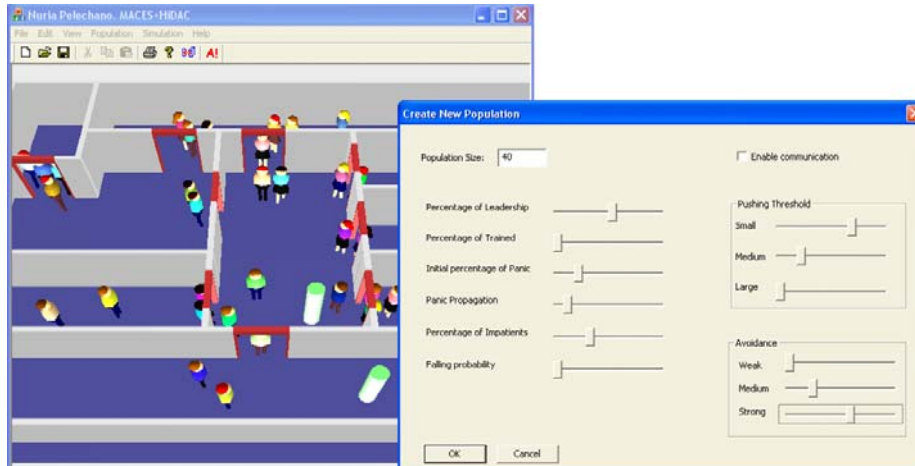 Nuria Pelechano. MACES+HiDAC
File Edit View Population Simulation Help
A!
Create New Population
Population Size: 40
Enable communication
Percentage of Leadership
Percentage of Trained
Initial percentage of Panic
Panic Propagation
Percentage of Impatients
Falling probability
Pushing Threshold
Small
Medium
Large
Avoidance
Weak
Medium
Strong
OK Cancel